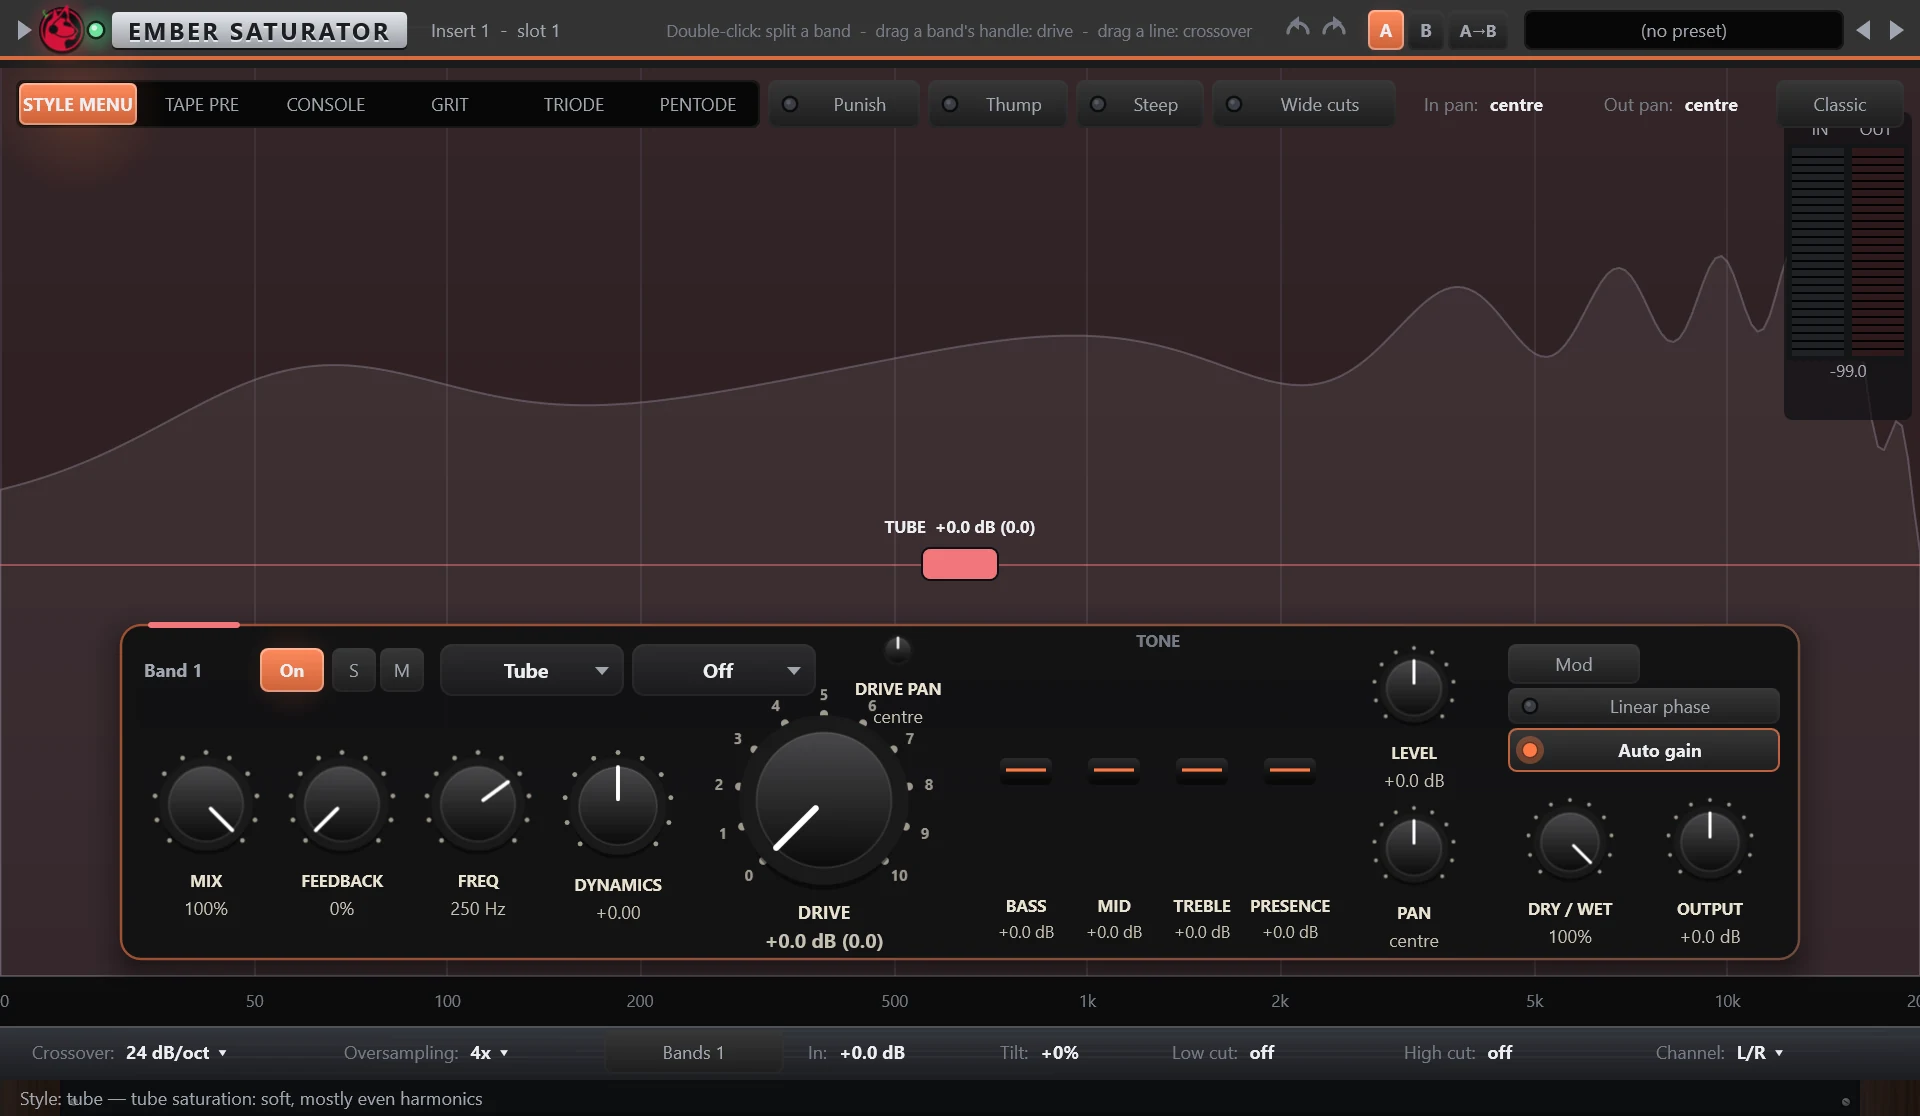 EMBER SATURATOR
Insert 1 - slot 1
Double-click: split a band - drag a band's handle: drive - drag a line: crossover
A
B
A→B
(no preset)
STYLE MENU
TAPE PRE
CONSOLE
GRIT
TRIODE
PENTODE
Punish
Thump
Steep
Wide cuts
In pan: centre
Out pan: centre
Classic
IN OUT
-99.0
TUBE +0.0 dB (0.0)
Band 1
On
S
M
Tube
Off
DRIVE PAN
centre
TONE
Mod
Linear phase
Auto gain
0 1 2 3 4 5 6 7 8 9 10
MIX
100%
FEEDBACK
0%
FREQ
250 Hz
DYNAMICS
+0.00
DRIVE
+0.0 dB (0.0)
BASS
+0.0 dB
MID
+0.0 dB
TREBLE
+0.0 dB
PRESENCE
+0.0 dB
LEVEL
+0.0 dB
PAN
centre
DRY / WET
100%
OUTPUT
+0.0 dB
0 50 100 200 500 1k 2k 5k 10k 20
Crossover: 24 dB/oct
Oversampling: 4x
Bands 1
In: +0.0 dB
Tilt: +0%
Low cut: off
High cut: off
Channel: L/R
Style: tube — tube saturation: soft, mostly even harmonics